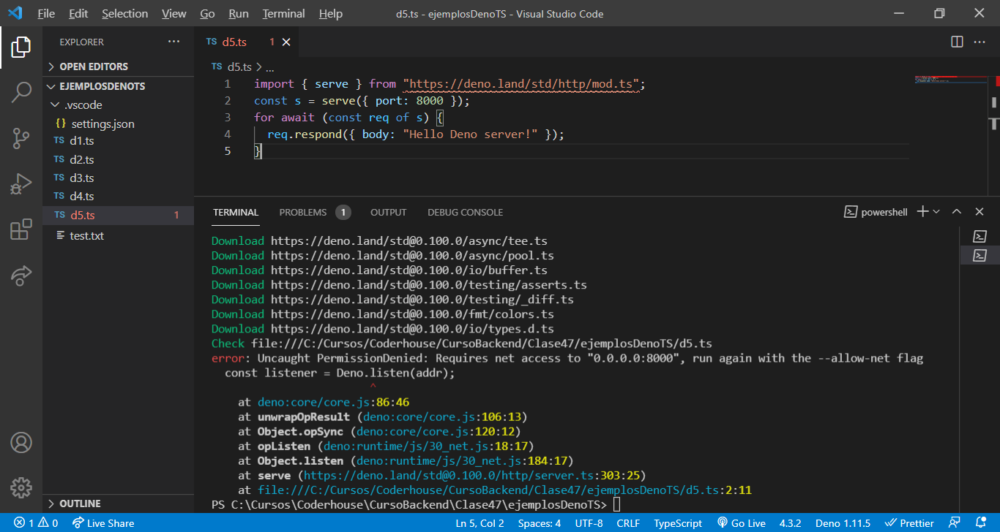 File Edit Selection View Go Run Terminal Help d5.ts - ejemplosDenoTS - Visual Studio Code
EXPLORER ...
OPEN EDITORS
EJEMPLOSDENOTS
.vscode
{} settings.json
TS d1.ts
TS d2.ts
TS d3.ts
TS d4.ts
TS d5.ts 1
test.txt
OUTLINE
TS d5.ts 1
TS d5.ts > ...
1 import { serve } from "https://deno.land/std/http/mod.ts";
2 const s = serve({ port: 8000 });
3 for await (const req of s) {
4 req.respond({ body: "Hello Deno server!" });
5 }
TERMINAL PROBLEMS 1 OUTPUT DEBUG CONSOLE powershell
Download https://deno.land/std@0.100.0/async/tee.ts
Download https://deno.land/std@0.100.0/async/pool.ts
Download https://deno.land/std@0.100.0/io/buffer.ts
Download https://deno.land/std@0.100.0/testing/asserts.ts
Download https://deno.land/std@0.100.0/testing/_diff.ts
Download https://deno.land/std@0.100.0/fmt/colors.ts
Download https://deno.land/std@0.100.0/io/types.d.ts
Check file:///C:/Cursos/Coderhouse/CursoBackend/Clase47/ejemplosDenoTS/d5.ts
error: Uncaught PermissionDenied: Requires net access to "0.0.0.0:8000", run again with the --allow-net flag
const listener = Deno.listen(addr);
^
at deno:core/core.js:86:46
at unwrapOpResult (deno:core/core.js:106:13)
at Object.opSync (deno:core/core.js:120:12)
at opListen (deno:runtime/js/30_net.js:18:17)
at Object.listen (deno:runtime/js/30_net.js:184:17)
at serve (https://deno.land/std@0.100.0/http/server.ts:303:25)
at file:///C:/Cursos/Coderhouse/CursoBackend/Clase47/ejemplosDenoTS/d5.ts:2:11
PS C:\Cursos\Coderhouse\CursoBackend\Clase47\ejemplosDenoTS>
1 0 Live Share Ln 5, Col 2 Spaces: 4 UTF-8 CRLF TypeScript Go Live 4.3.2 Deno 1.11.5 Prettier